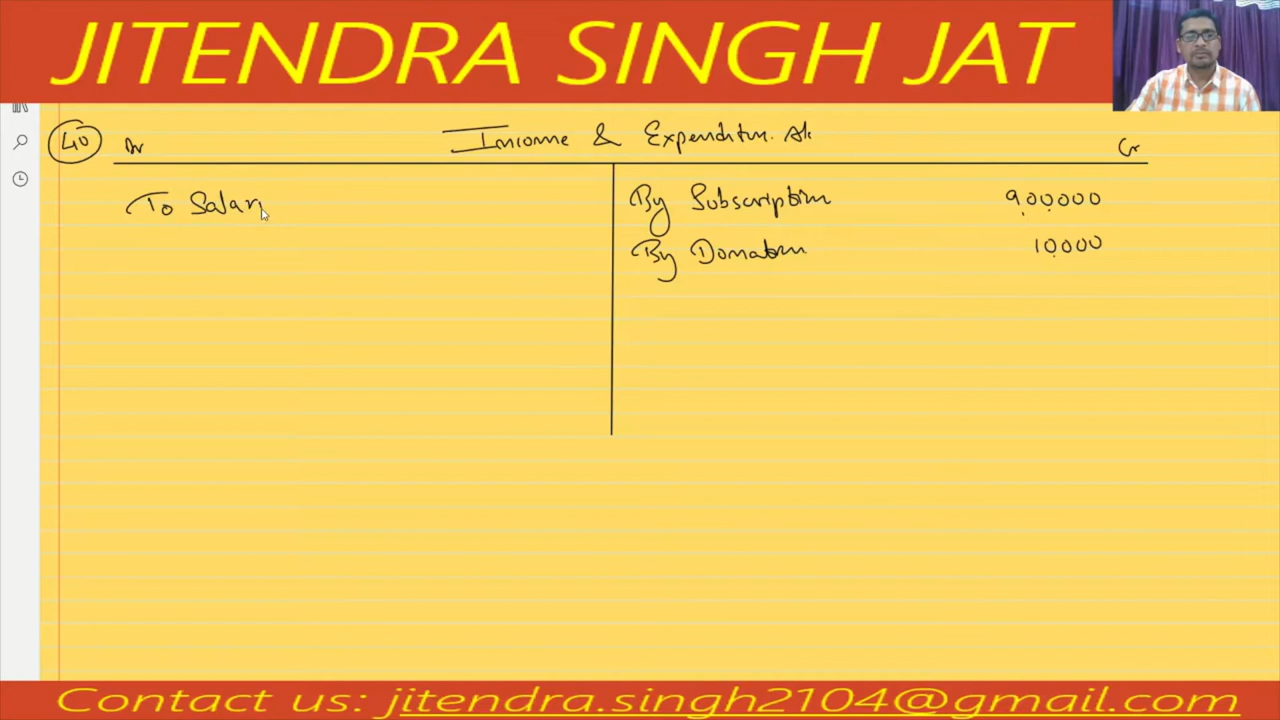 JITENDRA SINGH JAT
40
Dr
Income & Expenditure A/c
Cr
To Salary
By Subscription 9,00,000
By Donation 10,000
Contact us: jitendra.singh2104@gmail.com